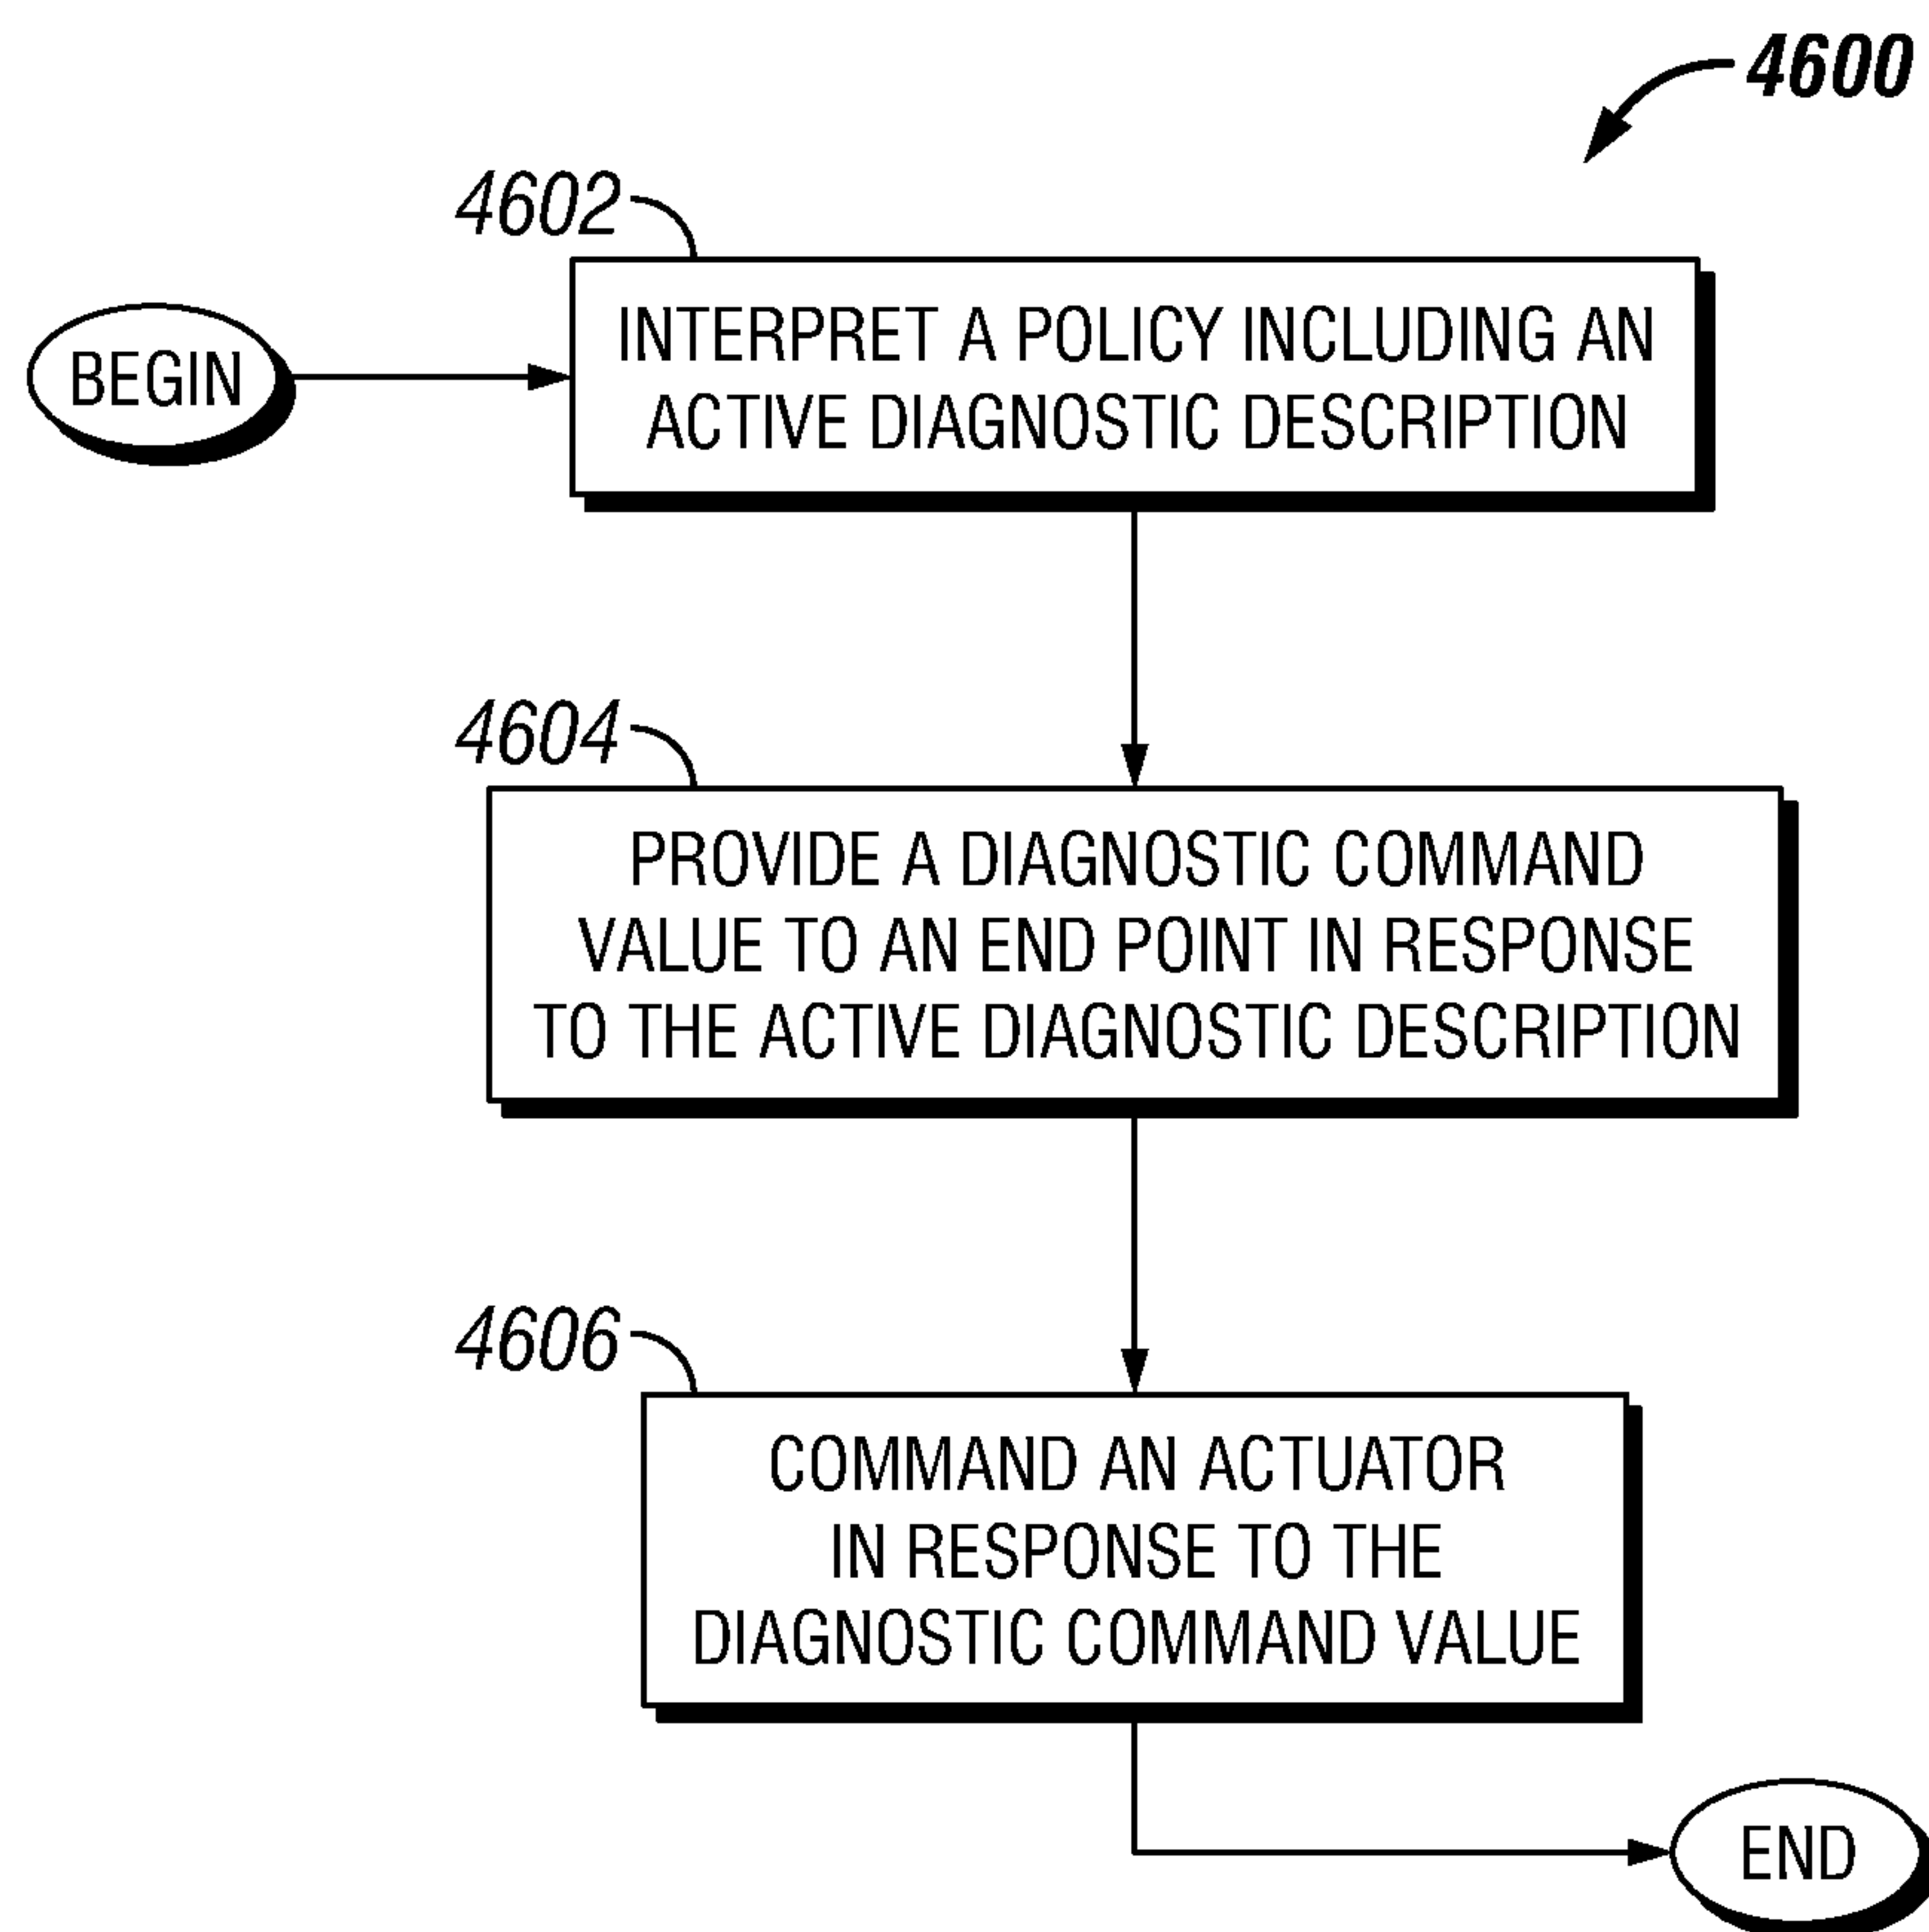 4600
4602
BEGIN
INTERPRET A POLICY INCLUDING AN
ACTIVE DIAGNOSTIC DESCRIPTION
4604
PROVIDE A DIAGNOSTIC COMMAND
VALUE TO AN END POINT IN RESPONSE
TO THE ACTIVE DIAGNOSTIC DESCRIPTION
4606
COMMAND AN ACTUATOR
IN RESPONSE TO THE
DIAGNOSTIC COMMAND VALUE
END